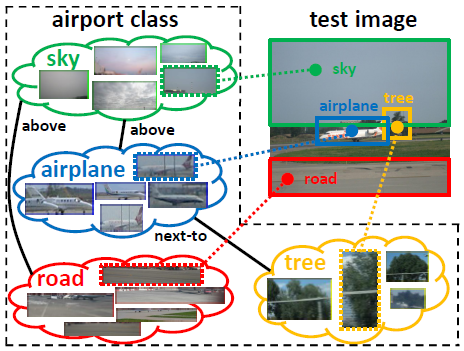 airport class
test image
sky
sky
above
above
airplane
tree
airplane
road
next-to
road
tree